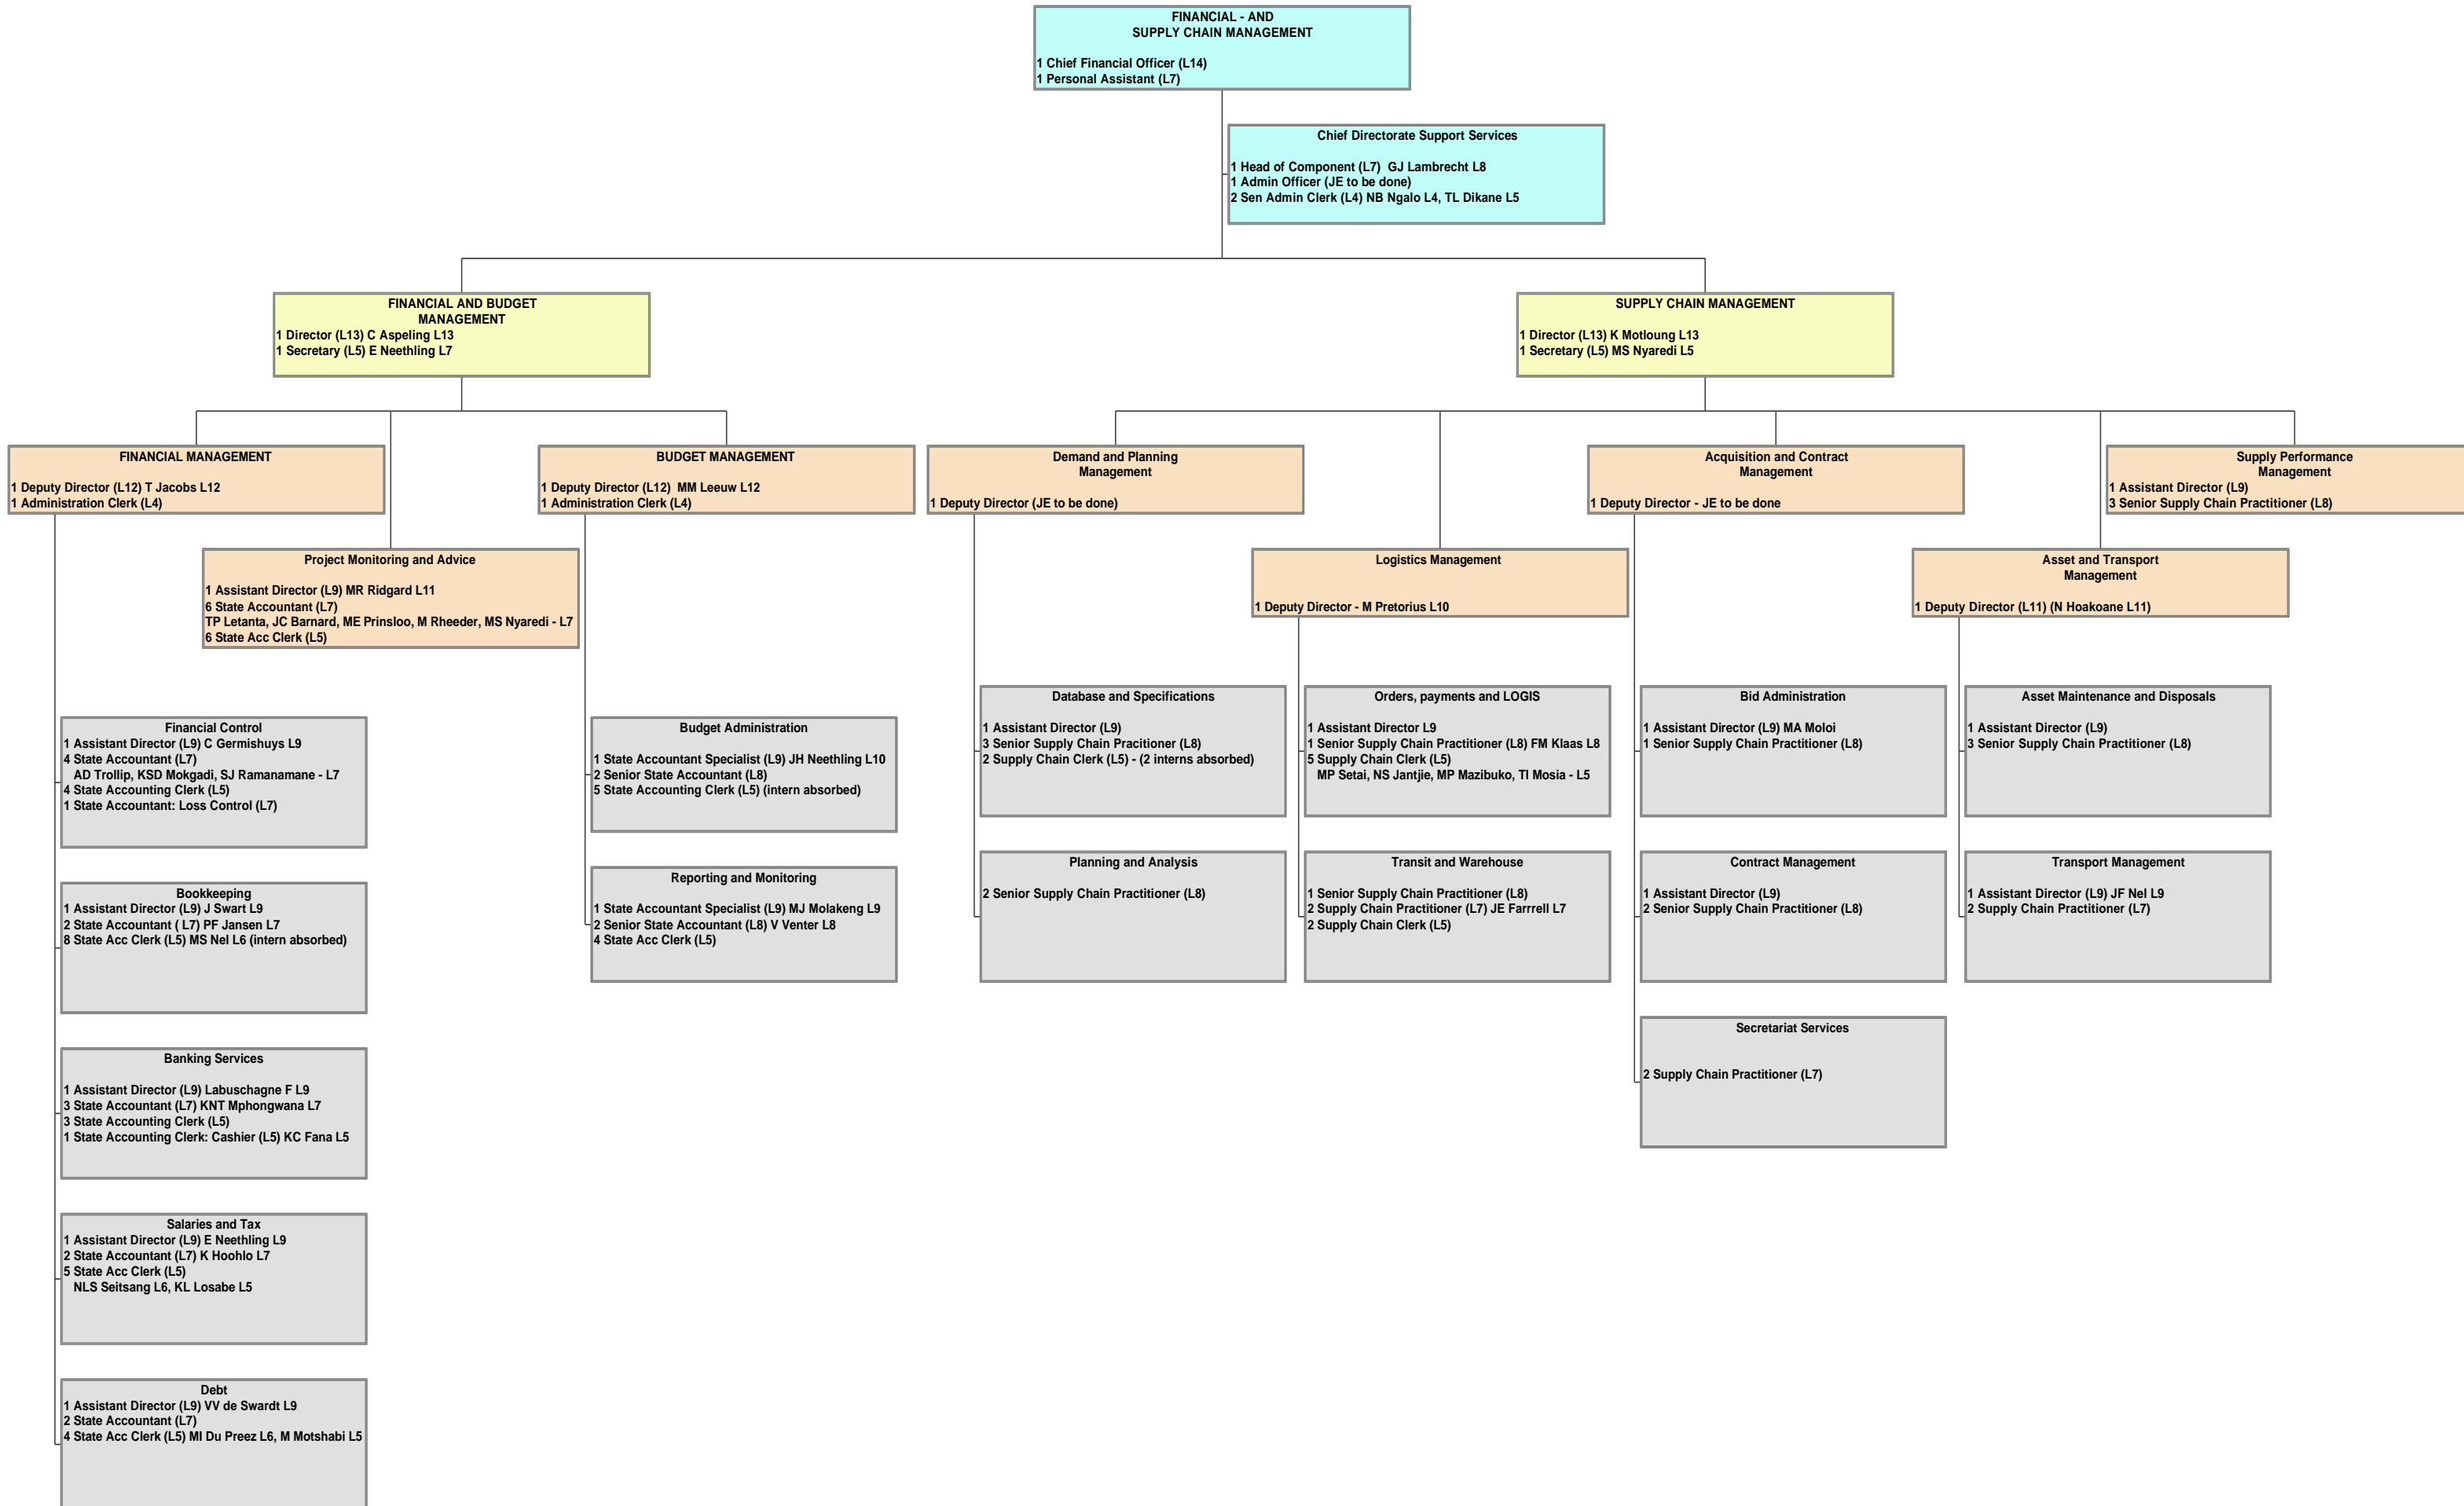 FINANCIAL - AND
SUPPLY CHAIN MANAGEMENT
1 Chief Financial Officer (L14)
1 Personal Assistant (L7)
Chief Directorate Support Services
1 Head of Component (L7)  GJ Lambrecht L8
1 Admin Officer (JE to be done)
2 Sen Admin Clerk (L4) NB Ngalo L4, TL Dikane L5
FINANCIAL AND BUDGET
MANAGEMENT
1 Director (L13) C Aspeling L13
1 Secretary (L5) E Neethling L7
SUPPLY CHAIN MANAGEMENT
1 Director (L13) K Motloung L13
1 Secretary (L5) MS Nyaredi L5
FINANCIAL MANAGEMENT
1 Deputy Director (L12) T Jacobs L12
1 Administration Clerk (L4)
Project Monitoring and Advice
1 Assistant Director (L9) MR Ridgard L11
6 State Accountant (L7)
TP Letanta, JC Barnard, ME Prinsloo, M Rheeder, MS Nyaredi - L7
6 State Acc Clerk (L5)
BUDGET MANAGEMENT
1 Deputy Director (L12)  MM Leeuw L12
1 Administration Clerk (L4)
Demand and Planning
Management
1 Deputy Director (JE to be done)
Logistics Management
1 Deputy Director - M Pretorius L10
Acquisition and Contract
Management
1 Deputy Director - JE to be done
Asset and Transport
Management
1 Deputy Director (L11) (N Hoakoane L11)
Supply Performance
Management
1 Assistant Director (L9)
3 Senior Supply Chain Practitioner (L8)
Financial Control
1 Assistant Director (L9) C Germishuys L9
4 State Accountant (L7)
AD Trollip, KSD Mokgadi, SJ Ramanamane - L7
4 State Accounting Clerk (L5)
1 State Accountant: Loss Control (L7)
Bookkeeping
1 Assistant Director (L9) J Swart L9
2 State Accountant ( L7) PF Jansen L7
8 State Acc Clerk (L5) MS Nel L6 (intern absorbed)
Banking Services
1 Assistant Director (L9) Labuschagne F L9
3 State Accountant (L7) KNT Mphongwana L7
3 State Accounting Clerk (L5)
1 State Accounting Clerk: Cashier (L5) KC Fana L5
Salaries and Tax
1 Assistant Director (L9) E Neethling L9
2 State Accountant (L7) K Hoohlo L7
5 State Acc Clerk (L5)
NLS Seitsang L6, KL Losabe L5
Debt
1 Assistant Director (L9) VV de Swardt L9
2 State Accountant (L7)
4 State Acc Clerk (L5) MI Du Preez L6, M Motshabi L5
Budget Administration
1 State Accountant Specialist (L9) JH Neethling L10
2 Senior State Accountant (L8)
5 State Accounting Clerk (L5) (intern absorbed)
Reporting and Monitoring
1 State Accountant Specialist (L9) MJ Molakeng L9
2 Senior State Accountant (L8) V Venter L8
4 State Acc Clerk (L5)
Database and Specifications
1 Assistant Director (L9)
3 Senior Supply Chain Pracitioner (L8)
2 Supply Chain Clerk (L5) - (2 interns absorbed)
Planning and Analysis
2 Senior Supply Chain Practitioner (L8)
Orders, payments and LOGIS
1 Assistant Director L9
1 Senior Supply Chain Practitioner (L8) FM Klaas L8
5 Supply Chain Clerk (L5)
MP Setai, NS Jantjie, MP Mazibuko, TI Mosia - L5
Transit and Warehouse
1 Senior Supply Chain Practitioner (L8)
2 Supply Chain Practitioner (L7) JE Farrrell L7
2 Supply Chain Clerk (L5)
Bid Administration
1 Assistant Director (L9) MA Moloi
1 Senior Supply Chain Practitioner (L8)
Contract Management
1 Assistant Director (L9)
2 Senior Supply Chain Practitioner (L8)
Secretariat Services
2 Supply Chain Practitioner (L7)
Asset Maintenance and Disposals
1 Assistant Director (L9)
3 Senior Supply Chain Practitioner (L8)
Transport Management
1 Assistant Director (L9) JF Nel L9
2 Supply Chain Practitioner (L7)